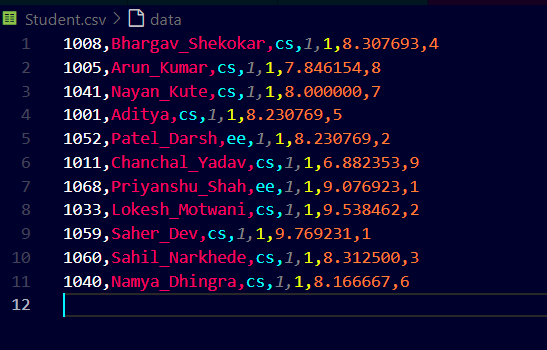 Student.csv > data
1 1008,Bhargav_Shekokar,cs,1,1,8.307693,4
2 1005,Arun_Kumar,cs,1,1,7.846154,8
3 1041,Nayan_Kute,cs,1,1,8.000000,7
4 1001,Aditya,cs,1,1,8.230769,5
5 1052,Patel_Darsh,ee,1,1,8.230769,2
6 1011,Chanchal_Yadav,cs,1,1,6.882353,9
7 1068,Priyanshu_Shah,ee,1,1,9.076923,1
8 1033,Lokesh_Motwani,cs,1,1,9.538462,2
9 1059,Saher_Dev,cs,1,1,9.769231,1
10 1060,Sahil_Narkhede,cs,1,1,8.312500,3
11 1040,Namya_Dhingra,cs,1,1,8.166667,6
12